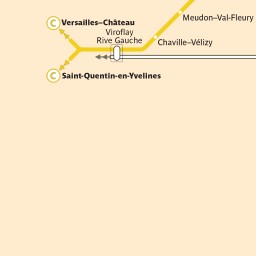 C Versailles–Château
Meudon–Val-Fleury
Viroflay
Rive Gauche
Chaville–Vélizy
C Saint-Quentin-en-Yvelines